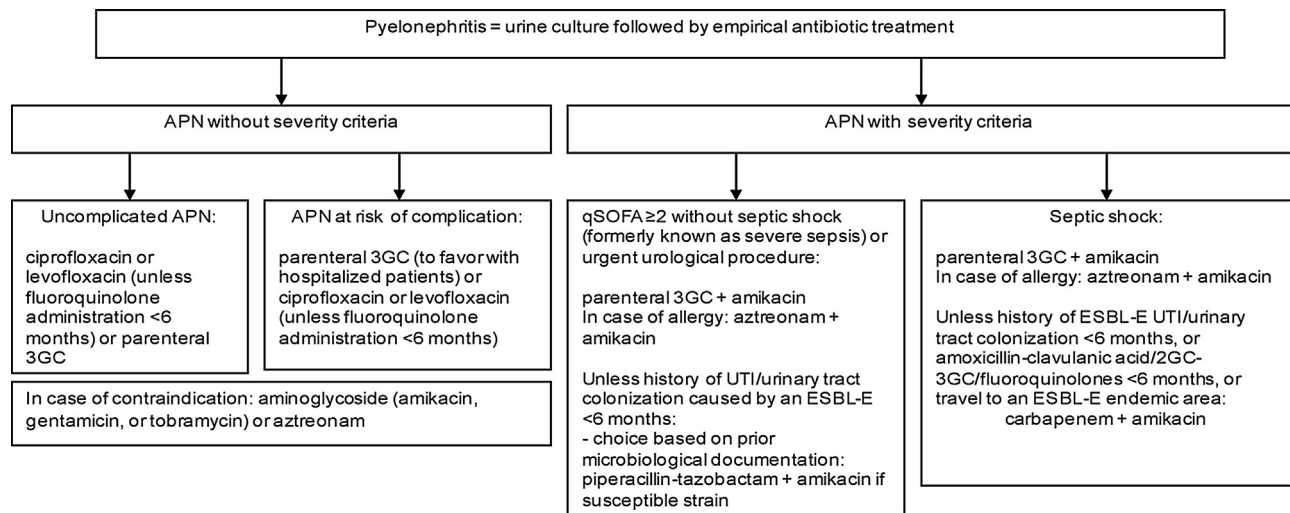 Pyelonephritis = urine culture followed by empirical antibiotic treatment
APN without severity criteria
APN with severity criteria
Uncomplicated APN:
ciprofloxacin or
levofloxacin (unless
fluoroquinolone
administration <6
months) or parenteral
3GC
APN at risk of complication:
parenteral 3GC (to favor with
hospitalized patients) or
ciprofloxacin or levofloxacin
(unless fluoroquinolone
administration <6 months)
In case of contraindication: aminoglycoside (amikacin,
gentamicin, or tobramycin) or aztreonam
qSOFA ≥2 without septic shock
(formerly known as severe sepsis) or
urgent urological procedure:
parenteral 3GC + amikacin
In case of allergy: aztreonam +
amikacin
Unless history of UTI/urinary tract
colonization caused by an ESBL-E
<6 months:
- choice based on prior
microbiological documentation:
piperacillin-tazobactam + amikacin if
susceptible strain
Septic shock:
parenteral 3GC + amikacin
In case of allergy: aztreonam + amikacin
Unless history of ESBL-E UTI/urinary
tract colonization <6 months, or
amoxicillin-clavulanic acid/2GC-
3GC/fluoroquinolones <6 months, or
travel to an ESBL-E endemic area:
carbapenem + amikacin